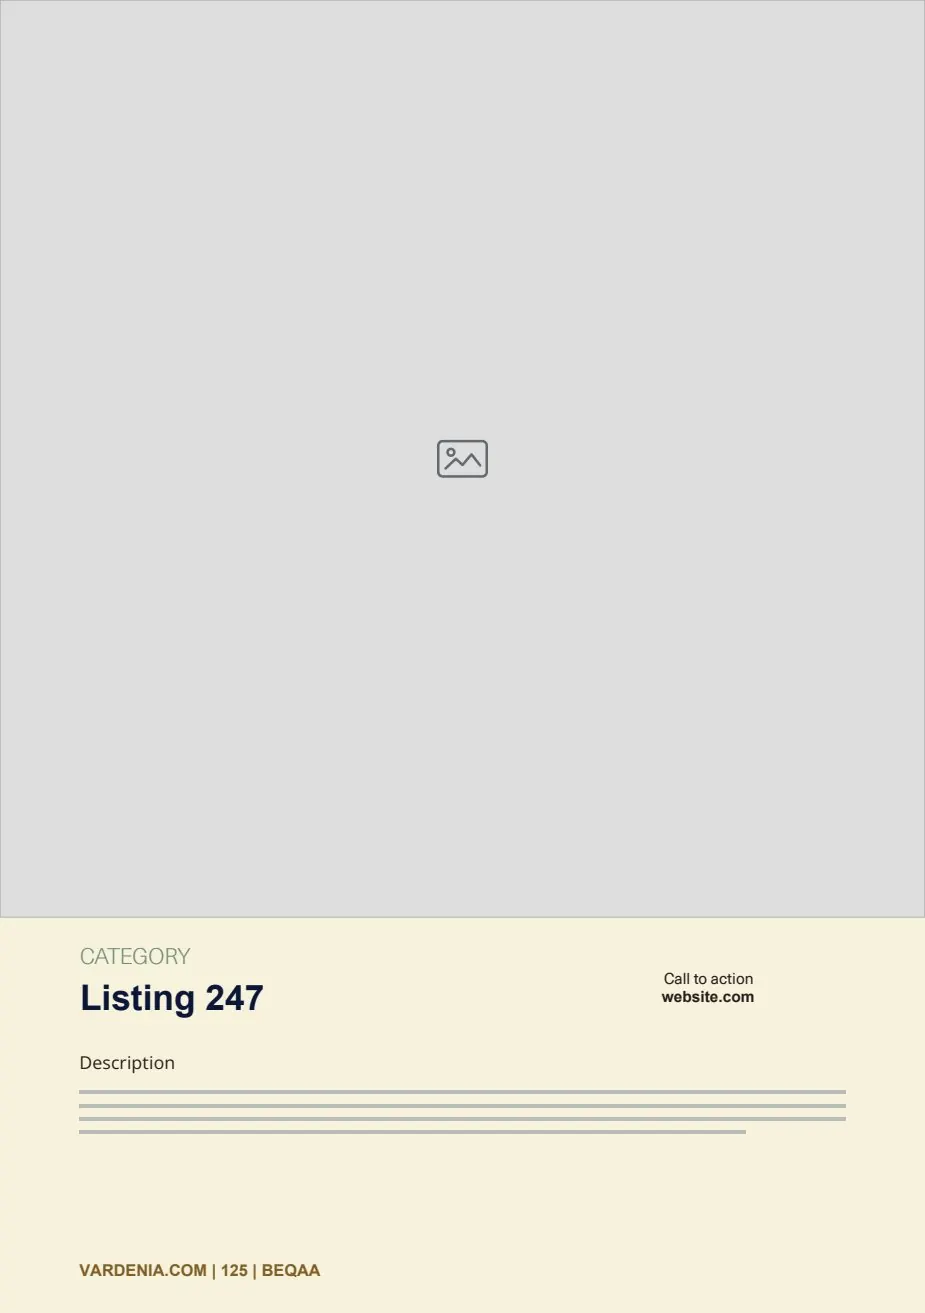 CATEGORY
Listing 247
Call to action
website.com
Description
VARDENIA.COM | 125 | BEQAA